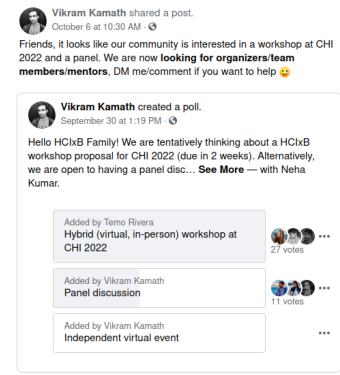 Vikram Kamath shared a post.
October 6 at 10:30 AM ·
Friends, it looks like our community is interested in a workshop at CHI
2022 and a panel. We are now looking for organizers/team
members/mentors, DM me/comment if you want to help 😀
Vikram Kamath created a poll.
September 30 at 1:19 PM ·
Hello HCIxB Family! We are tentatively thinking about a HCIxB
workshop proposal for CHI 2022 (due in 2 weeks). Alternatively,
we are open to having a panel disc... See More — with Neha
Kumar.
Added by Temo Rivera
Hybrid (virtual, in-person) workshop at
CHI 2022
27 votes
Added by Vikram Kamath
Panel discussion
11 votes
Added by Vikram Kamath
Independent virtual event